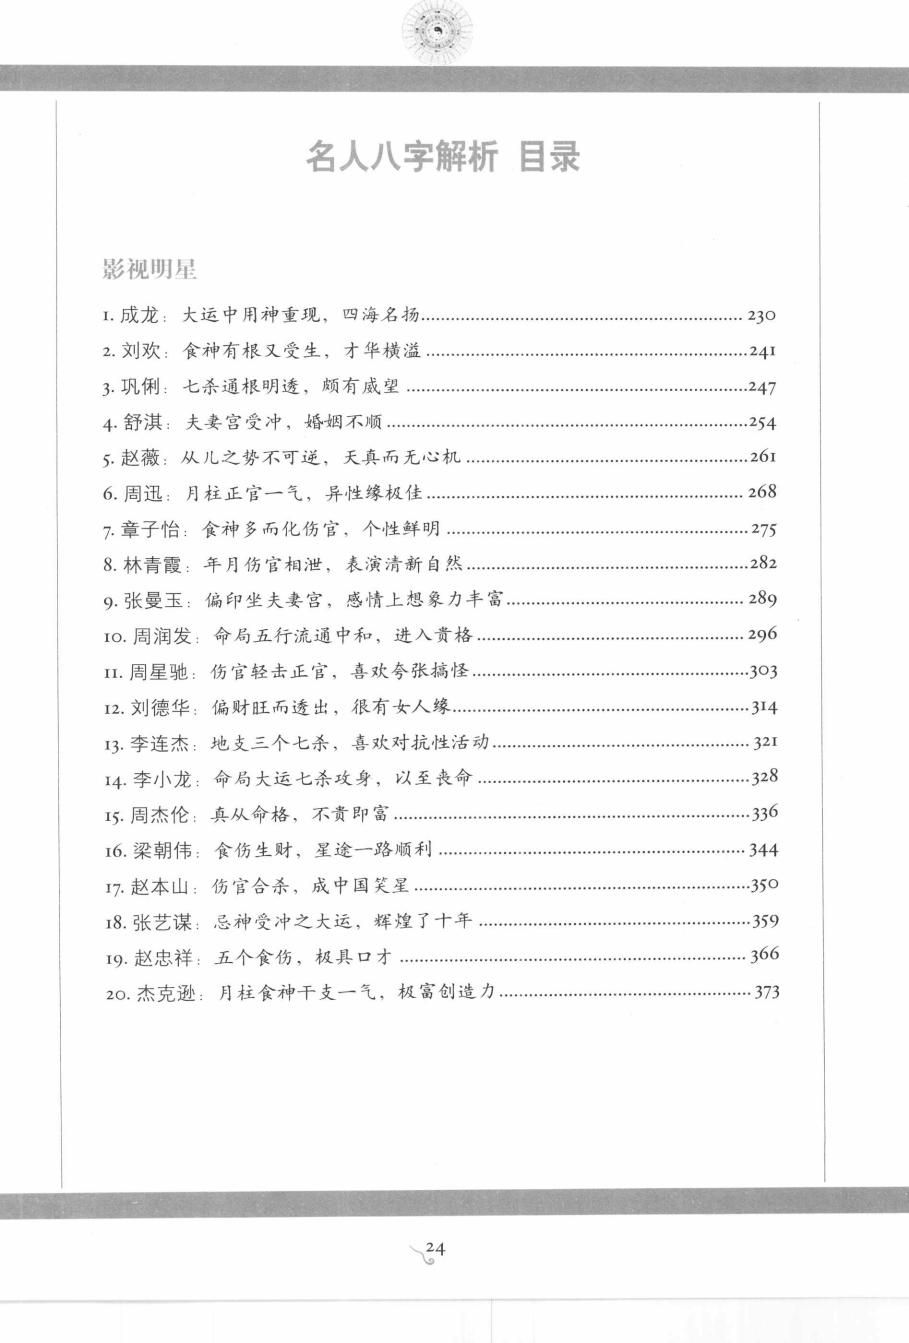 名人八字解析 目录
影视明星
1. 成龙：大运中用神重现，四海名扬................................................................. 230
2. 刘欢：食神有根又受生，才华横溢.................................................................241
3. 巩俐：七杀通根明透，颇有威望.....................................................................247
4. 舒淇：夫妻宫受冲，婚姻不顺.........................................................................254
5. 赵薇：从儿之势不可逆，天真而无心机.........................................................261
6. 周迅：月柱正官一气，异性缘极佳................................................................ 268
7. 章子怡：食神多而化伤官，个性鲜明.............................................................275
8. 林青霞：年月伤官相泄，表演清新自然.........................................................282
9. 张曼玉：偏印坐夫妻宫，感情上想象力丰富................................................ 289
10. 周润发：命局五行流通中和，进入贵格...................................................... 296
11. 周星驰：伤官轻击正官，喜欢夸张搞怪........................................................303
12. 刘德华：偏财旺而透出，很有女人缘............................................................314
13. 李连杰：地支三个七杀，喜欢对抗性活动.................................................... 321
14. 李小龙：命局大运七杀攻身，以至丧命.......................................................328
15. 周杰伦：真从命格，不贵即富........................................................................336
16. 梁朝伟：食伤生财，星途一路顺利.............................................................. 344
17. 赵本山：伤官合杀，成中国笑星....................................................................350
18. 张艺谋：忌神受冲之大运，辉煌了十年.......................................................359
19. 赵忠祥：五个食伤，极具口才...................................................................... 366
20. 杰克逊：月柱食神干支一气，极富创造力................................................... 373
24